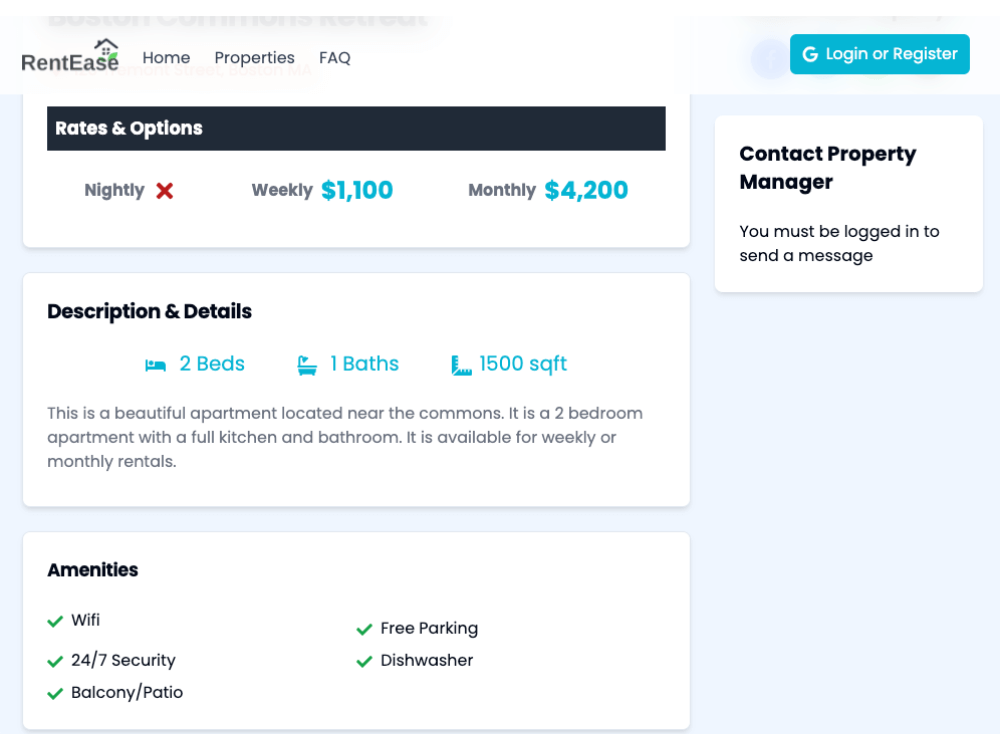 Boston Commons Retreat
RentEase
Home
Properties
FAQ
Login or Register
Street, Boston MA
Rates & Options
Nightly
Weekly $1,100
Monthly $4,200
Contact Property
Manager
You must be logged in to
send a message
Description & Details
2 Beds
1 Baths
1500 sqft
This is a beautiful apartment located near the commons. It is a 2 bedroom
apartment with a full kitchen and bathroom. It is available for weekly or
monthly rentals.
Amenities
Wifi
Free Parking
24/7 Security
Dishwasher
Balcony/Patio